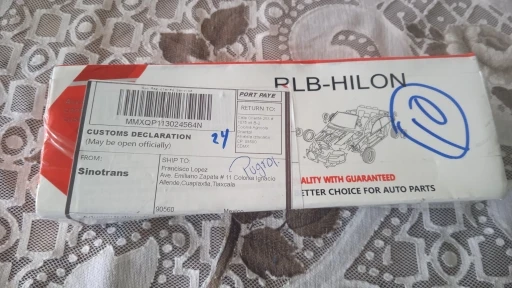 RLB-HILON
PORT PAYE
MMXQP113024564N
RETURN TO:
CUSTOMS DECLARATION
(May be open officially)
24
10
FROM:
Sinotrans
SHIP TO
Francisco Lopez
Ave. Emiliano Zapata # 11 Colonia Ignacio
Allende, Cuapiaxtla, Tlaxcala
90560
ALITY WITH GUARANTEED
ETTER CHOICE FOR AUTO PARTS